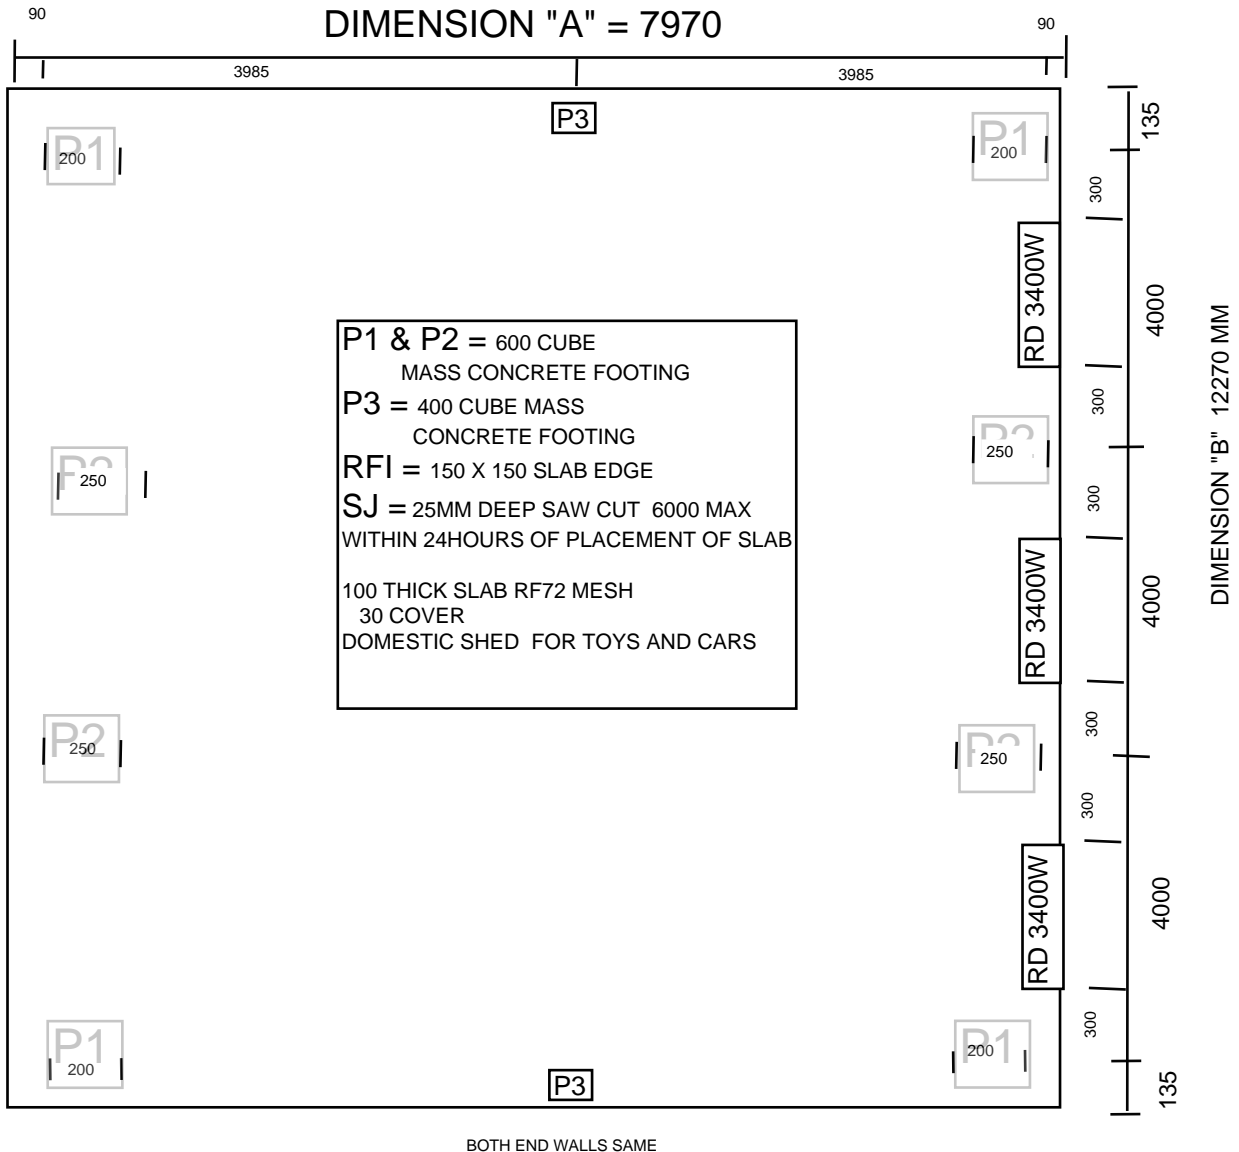 90
DIMENSION "A" = 7970
90
3985
3985
P3
P1
200
P1
200
135
300
RD 3400W
4000
300
DIMENSION "B" 12270 MM
P1 & P2 = 600 CUBE
MASS CONCRETE FOOTING
P3 = 400 CUBE MASS
CONCRETE FOOTING
RFI = 150 X 150 SLAB EDGE
SJ = 25MM DEEP SAW CUT 6000 MAX
WITHIN 24HOURS OF PLACEMENT OF SLAB
100 THICK SLAB RF72 MESH
30 COVER
DOMESTIC SHED FOR TOYS AND CARS
P2
250
P2
250
300
RD 3400W
4000
300
P2
250
P2
250
300
RD 3400W
4000
300
P1
200
P1
200
135
P3
BOTH END WALLS SAME